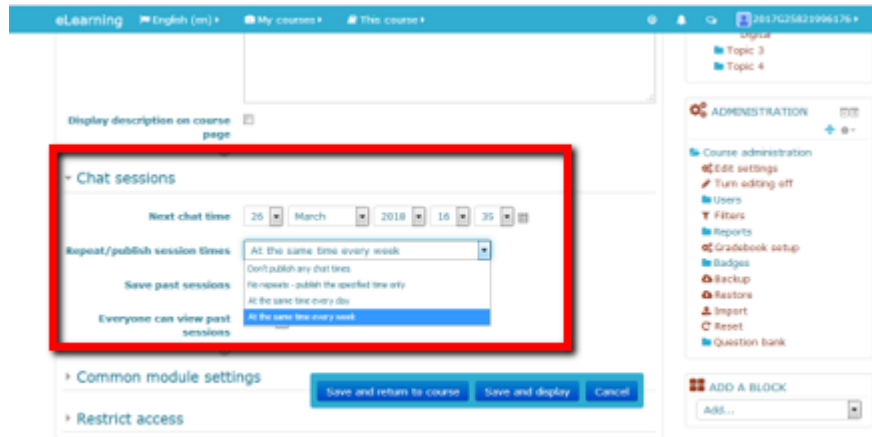 eLearning English (en) My courses This course 2017G25821996176
Digital
Topic 3
Topic 4
Display description on course page
ADMINISTRATION
Course administration
Edit settings
Turn editing off
Users
Filters
Reports
Gradebook setup
Badges
Backup
Restore
Import
Reset
Question bank
Chat sessions
Next chat time 26 March 2018 16 35
Repeat/publish session times At the same time every week
Don't publish any chat times
No repeats - publish the specified time only
At the same time every day
At the same time every week
Save past sessions
Everyone can view past sessions
Common module settings
Save and return to course Save and display Cancel
Restrict access
ADD A BLOCK
Add...